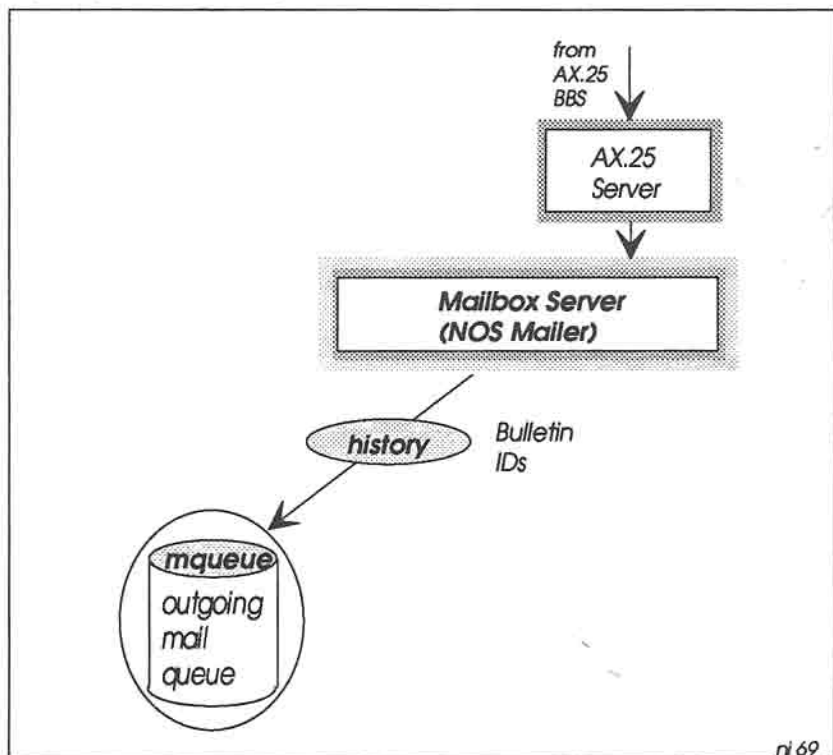 from
AX.25
BBS
AX.25
Server
Mailbox Server
(NOS Mailer)
history
Bulletin
IDs
mqueue
outgoing
mail
queue
ni 69